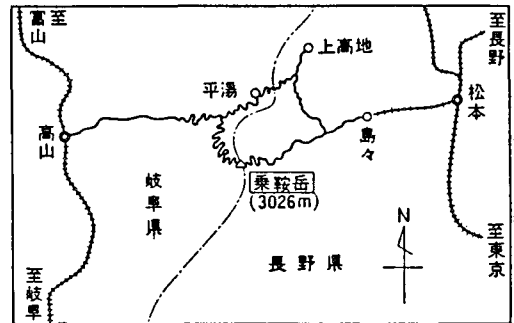 至富山
至長野
上高地
平湯
松本
島々
高山
乗鞍岳
(3026m)
岐阜県
N
長野県
至東京
至岐阜